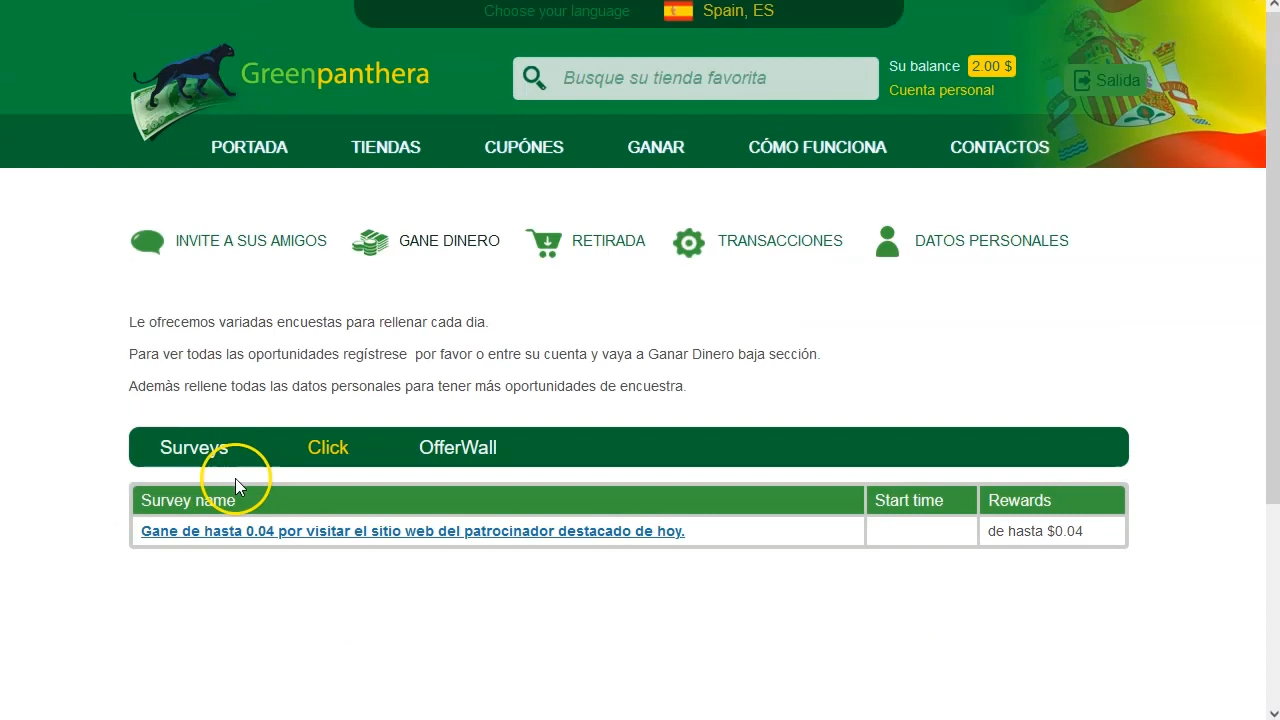 Choose your language Spain, ES
Greenpanthera
Busque su tienda favorita
Su balance 2.00 $
Cuenta personal
Salida
PORTADA TIENDAS CUPÓNES GANAR CÓMO FUNCIONA CONTACTOS
INVITE A SUS AMIGOS GANE DINERO RETIRADA TRANSACCIONES DATOS PERSONALES
Le ofrecemos variadas encuestas para rellenar cada dia.
Para ver todas las oportunidades regístrese por favor o entre su cuenta y vaya a Ganar Dinero baja sección.
Ademàs rellene todas las datos personales para tener más oportunidades de encuesta.
Surveys Click OfferWall
Survey name Start time Rewards
Gane de hasta 0.04 por visitar el sitio web del patrocinador destacado de hoy. de hasta $0.04